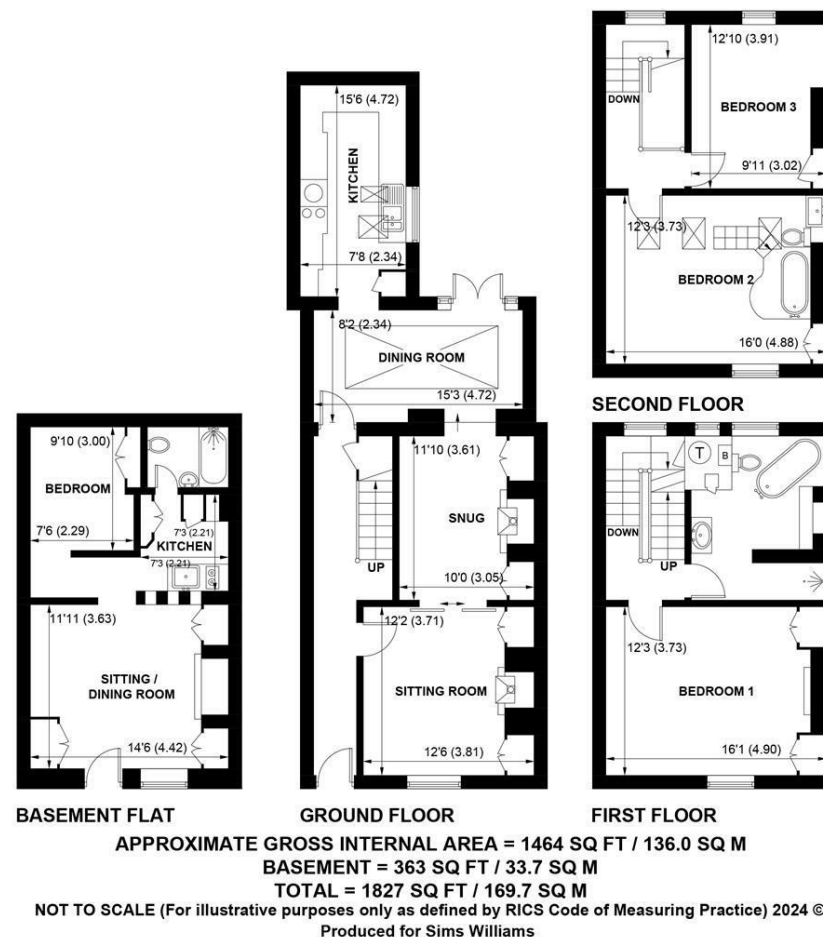 12'10 (3.91)
DOWN
BEDROOM 3
9'11 (3.02)
12'3 (3.73)
BEDROOM 2
16'0 (4.88)
SECOND FLOOR
15'6 (4.72)
KITCHEN
7'8 (2.34)
8'2 (2.34)
DINING ROOM
15'3 (4.72)
11'10 (3.61)
SNUG
UP
10'0 (3.05)
12'2 (3.71)
SITTING ROOM
12'6 (3.81)
GROUND FLOOR
9'10 (3.00)
BEDROOM
7'6 (2.29)
7'3 (2.21)
KITCHEN
7'3 (2.21)
11'11 (3.63)
SITTING /
DINING ROOM
14'6 (4.42)
BASEMENT FLAT
T
B
DOWN
UP
12'3 (3.73)
BEDROOM 1
16'1 (4.90)
FIRST FLOOR
APPROXIMATE GROSS INTERNAL AREA = 1464 SQ FT / 136.0 SQ M
BASEMENT = 363 SQ FT / 33.7 SQ M
TOTAL = 1827 SQ FT / 169.7 SQ M
NOT TO SCALE (For illustrative purposes only as defined by RICS Code of Measuring Practice) 2024 ©
Produced for Sims Williams